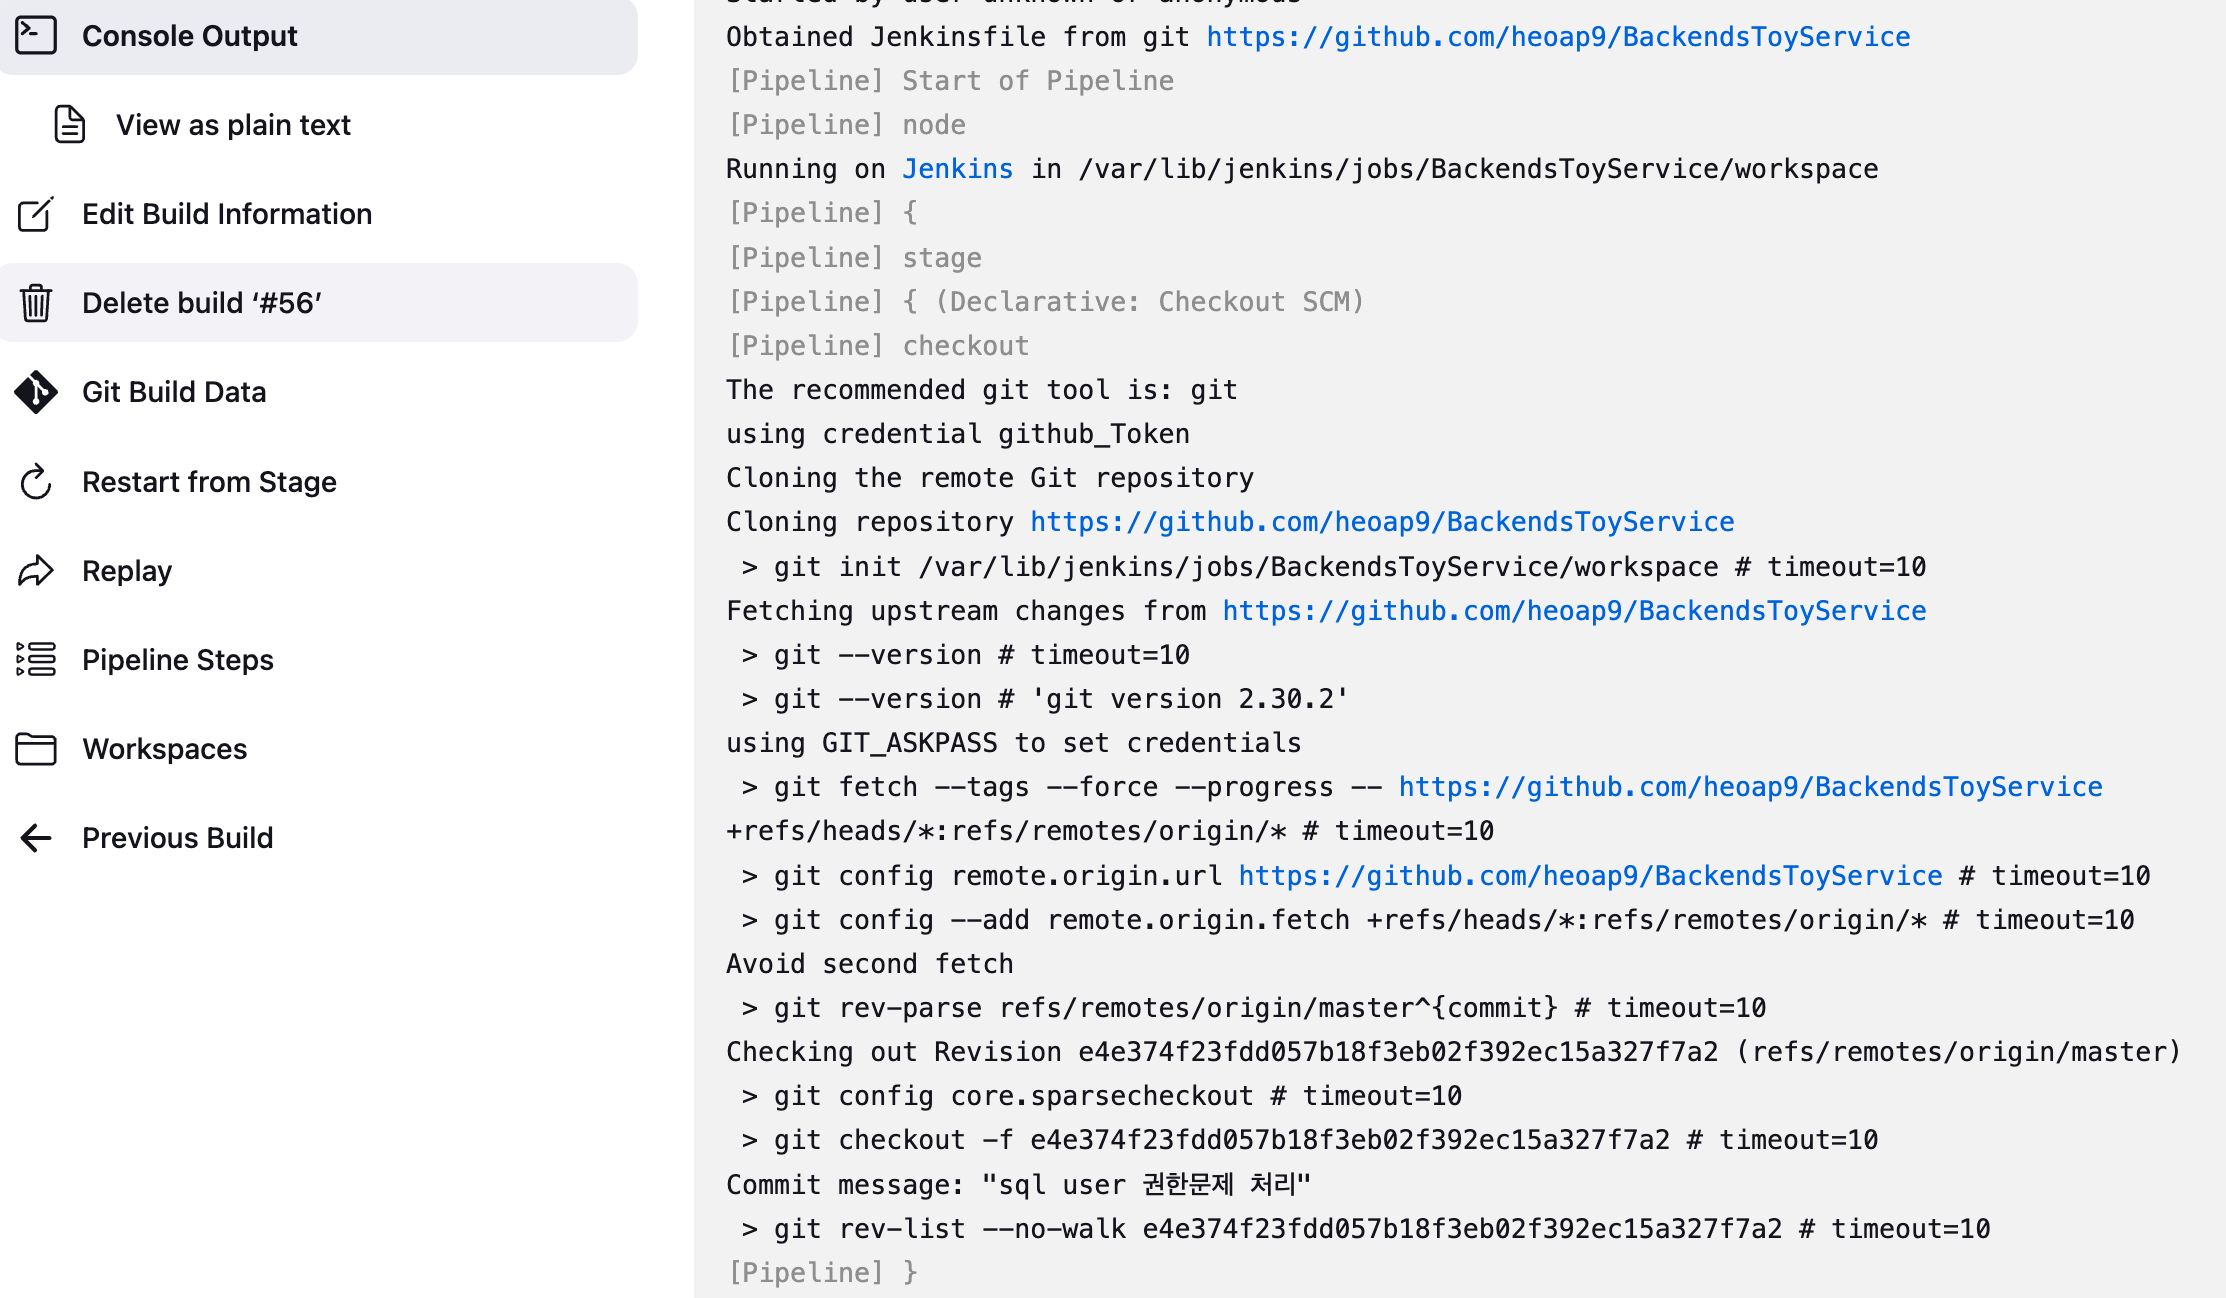 Console Output
View as plain text
Edit Build Information
Delete build ‘#56’
Git Build Data
Restart from Stage
Replay
Pipeline Steps
Workspaces
Previous Build
Started by user unknown or anonymous
Obtained Jenkinsfile from git https://github.com/heoap9/BackendsToyService
[Pipeline] Start of Pipeline
[Pipeline] node
Running on Jenkins in /var/lib/jenkins/jobs/BackendsToyService/workspace
[Pipeline] {
[Pipeline] stage
[Pipeline] { (Declarative: Checkout SCM)
[Pipeline] checkout
The recommended git tool is: git
using credential github_Token
Cloning the remote Git repository
Cloning repository https://github.com/heoap9/BackendsToyService
 > git init /var/lib/jenkins/jobs/BackendsToyService/workspace # timeout=10
Fetching upstream changes from https://github.com/heoap9/BackendsToyService
 > git --version # timeout=10
 > git --version # 'git version 2.30.2'
using GIT_ASKPASS to set credentials
 > git fetch --tags --force --progress -- https://github.com/heoap9/BackendsToyService
+refs/heads/*:refs/remotes/origin/* # timeout=10
 > git config remote.origin.url https://github.com/heoap9/BackendsToyService # timeout=10
 > git config --add remote.origin.fetch +refs/heads/*:refs/remotes/origin/* # timeout=10
Avoid second fetch
 > git rev-parse refs/remotes/origin/master^{commit} # timeout=10
Checking out Revision e4e374f23fdd057b18f3eb02f392ec15a327f7a2 (refs/remotes/origin/master)
 > git config core.sparsecheckout # timeout=10
 > git checkout -f e4e374f23fdd057b18f3eb02f392ec15a327f7a2 # timeout=10
Commit message: "sql user 권한문제 처리"
 > git rev-list --no-walk e4e374f23fdd057b18f3eb02f392ec15a327f7a2 # timeout=10
[Pipeline] }